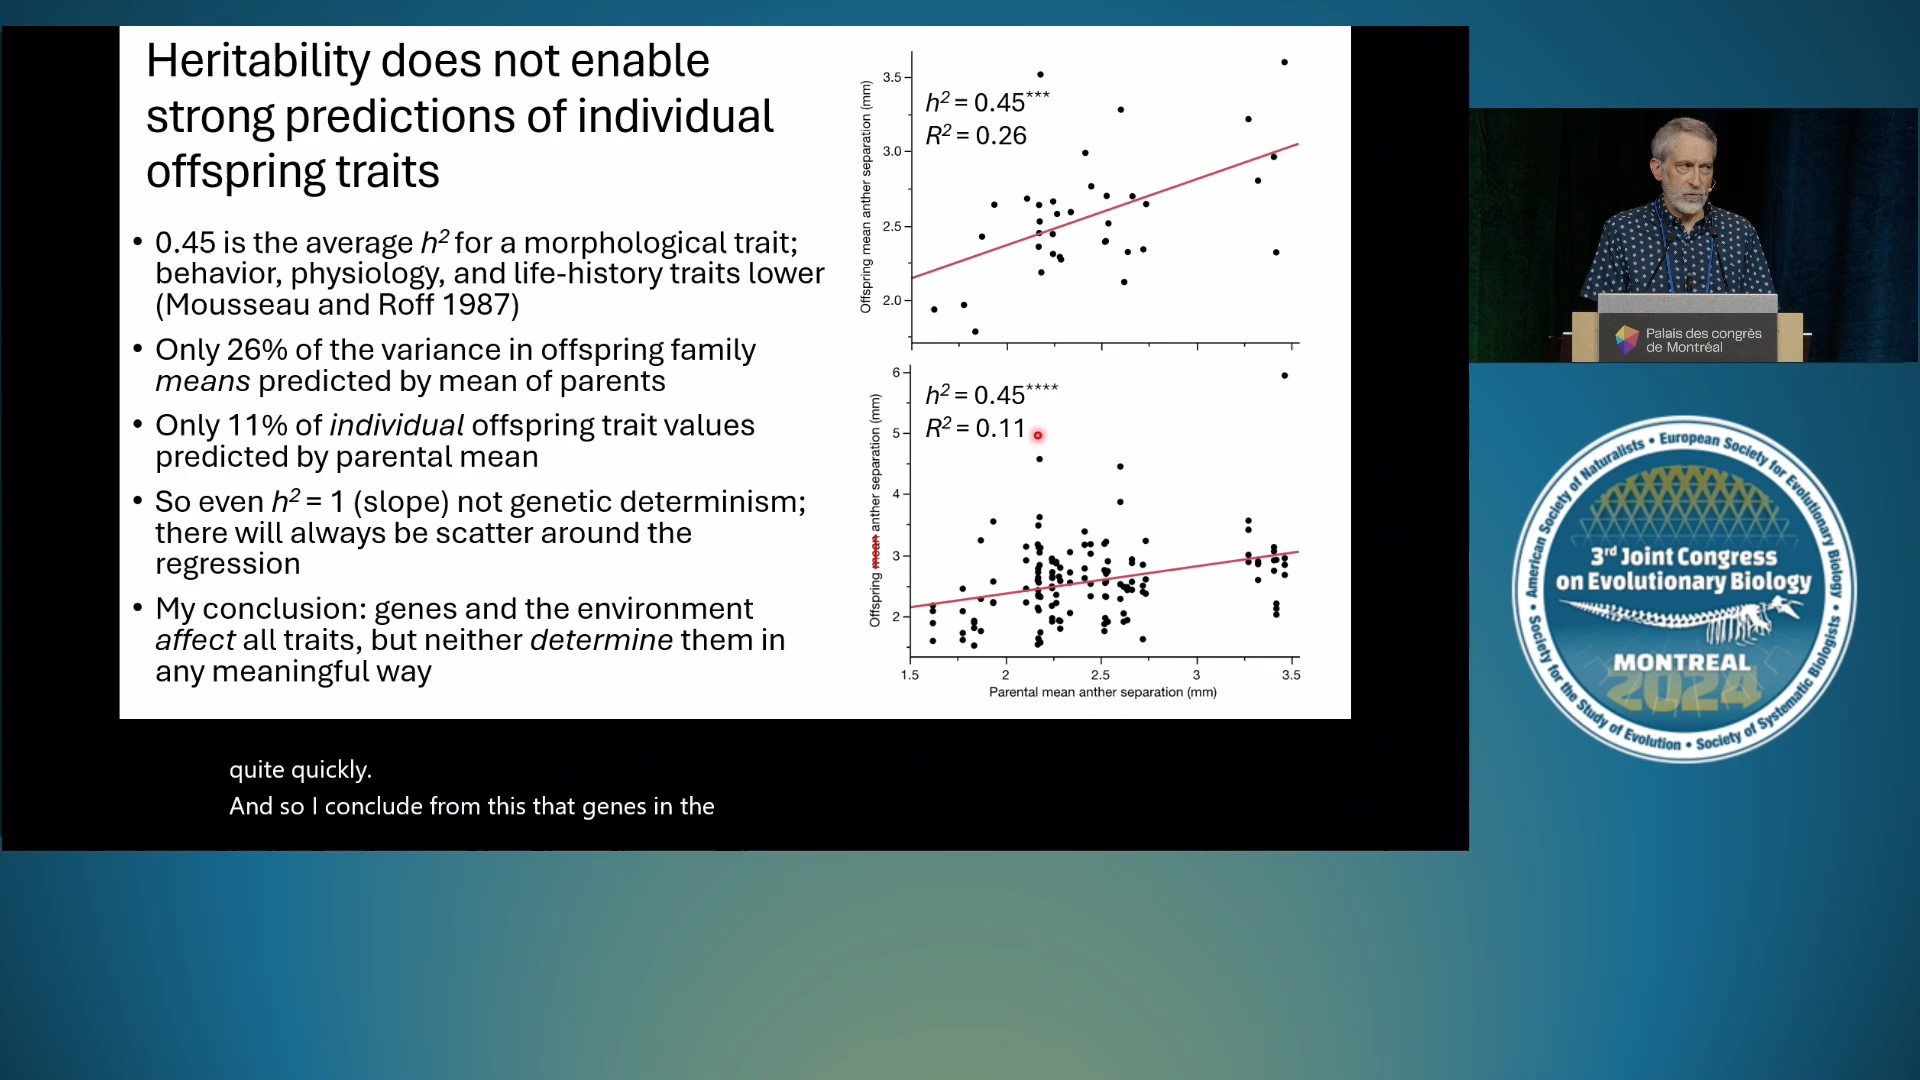 Heritability does not enable
strong predictions of individual
offspring traits
• 0.45 is the average h² for a morphological trait;
behavior, physiology, and life-history traits lower
(Mousseau and Roff 1987)
• Only 26% of the variance in offspring family
means predicted by mean of parents
• Only 11% of individual offspring trait values
predicted by parental mean
• So even h² = 1 (slope) not genetic determinism;
there will always be scatter around the
regression
• My conclusion: genes and the environment
affect all traits, but neither determine them in
any meaningful way
Offspring mean anther separation (mm)
3.5
3.0
2.5
2.0
h² = 0.45***
R² = 0.26
Offspring mean anther separation (mm)
6
5
4
3
2
h² = 0.45****
R² = 0.11
1.5 2 2.5 3 3.5
Parental mean anther separation (mm)
quite quickly.
And so I conclude from this that genes in the
Palais des congrès
de Montréal
American Society of Naturalists • European Society for Evolutionary Biology •
3rd Joint Congress
on Evolutionary Biology
MONTREAL
2024
• Society for the Study of Evolution • Society of Systematic Biologists